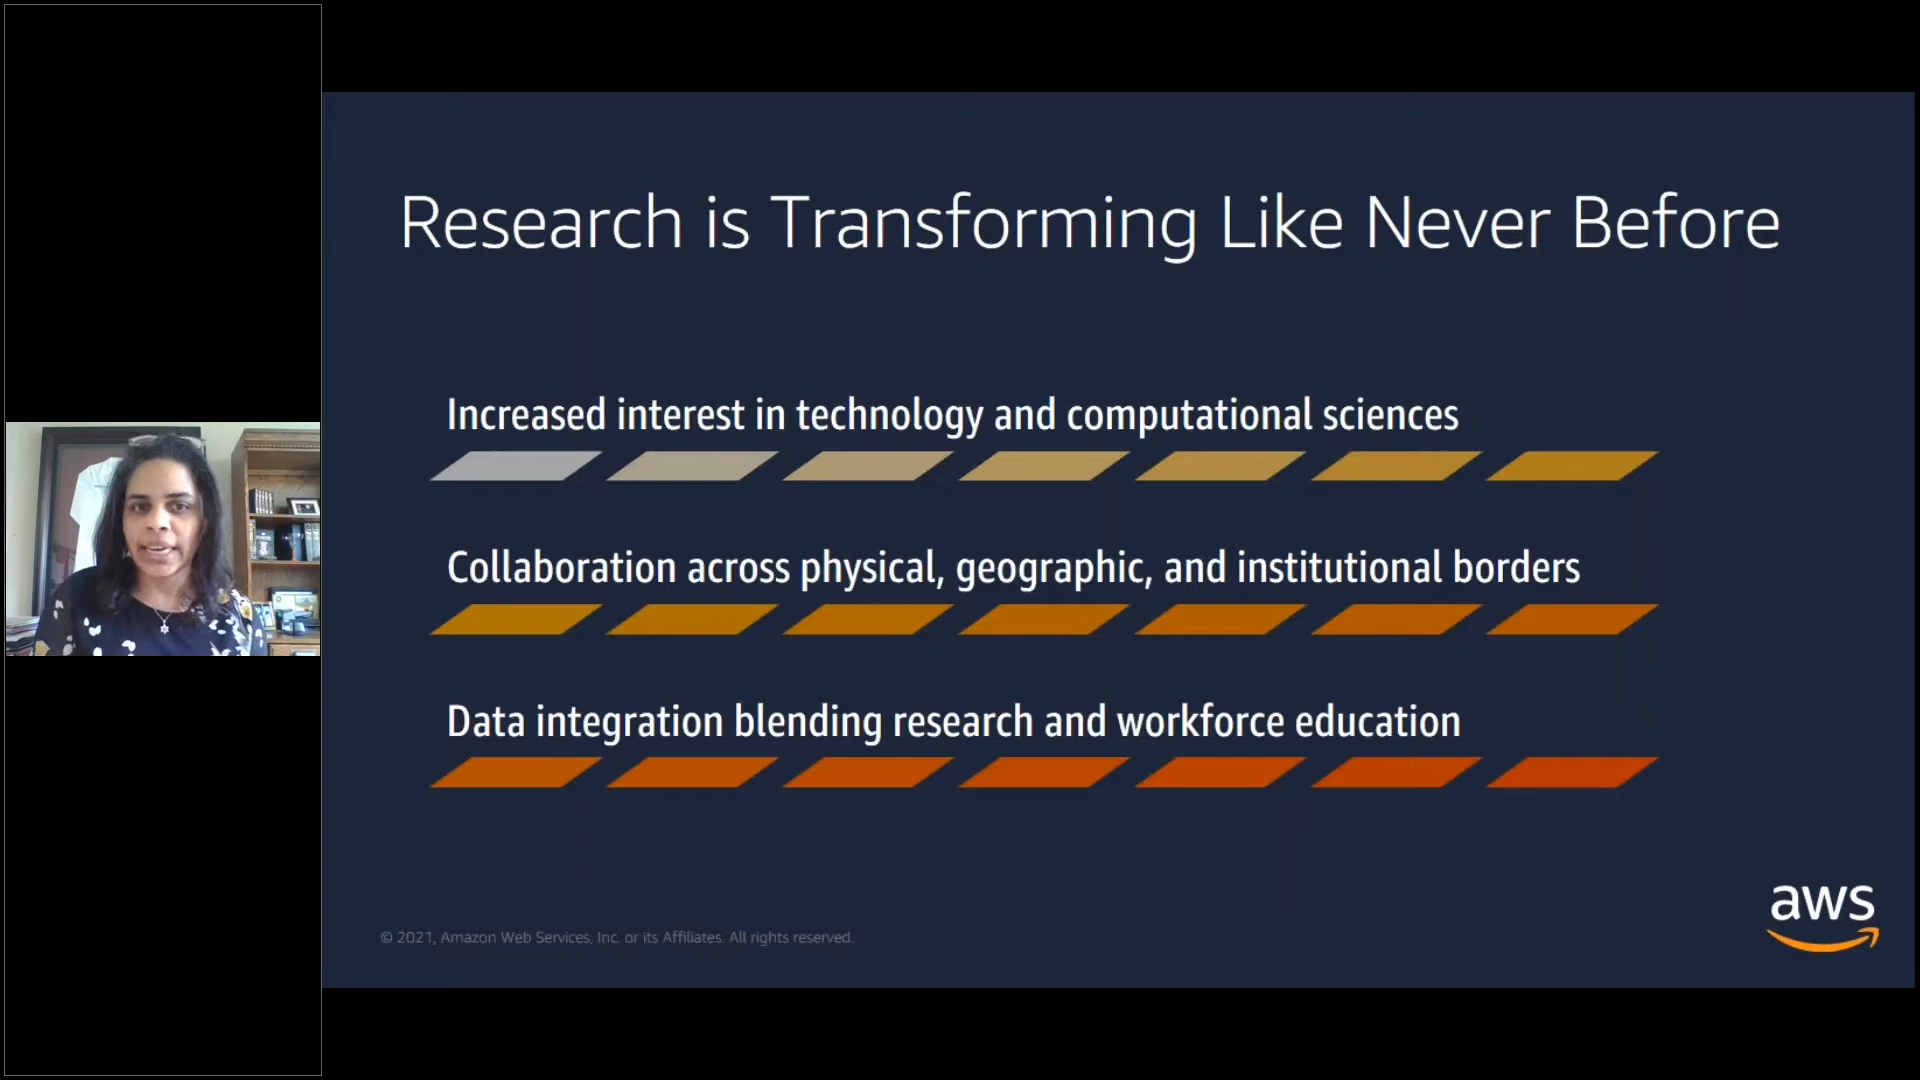 Research is Transforming Like Never Before
Increased interest in technology and computational sciences
Collaboration across physical, geographic, and institutional borders
Data integration blending research and workforce education
© 2021, Amazon Web Services, Inc. or its Affiliates. All rights reserved.
aws